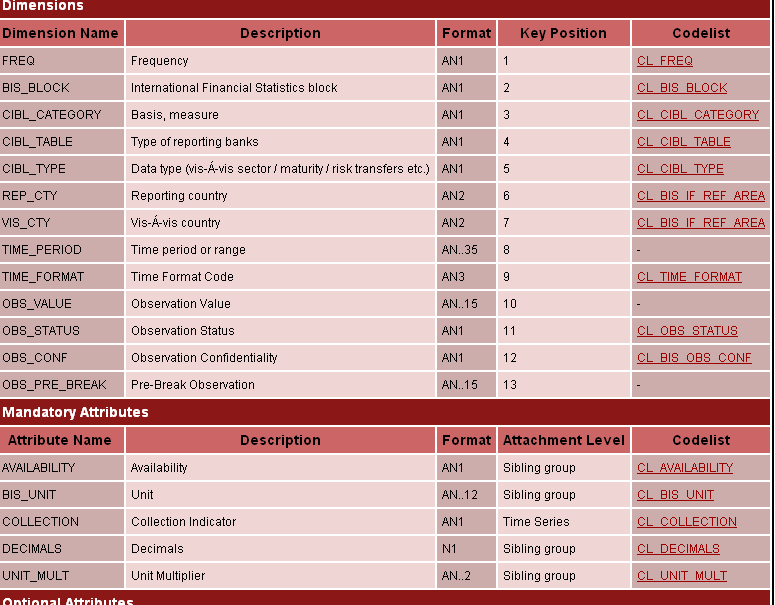 Dimensions
Dimension Name Description Format Key Position Codelist
FREQ Frequency AN1 1 CL_FREQ
BIS_BLOCK International Financial Statistics block AN1 2 CL_BIS_BLOCK
CIBL_CATEGORY Basis, measure AN1 3 CL_CIBL_CATEGORY
CIBL_TABLE Type of reporting banks AN1 4 CL_CIBL_TABLE
CIBL_TYPE Data type (vis-Á-vis sector / maturity / risk transfers etc.) AN1 5 CL_CIBL_TYPE
REP_CTY Reporting country AN2 6 CL_BIS_IF_REF_AREA
VIS_CTY Vis-Á-vis country AN2 7 CL_BIS_IF_REF_AREA
TIME_PERIOD Time period or range AN..35 8 -
TIME_FORMAT Time Format Code AN3 9 CL_TIME_FORMAT
OBS_VALUE Observation Value AN..15 10 -
OBS_STATUS Observation Status AN1 11 CL_OBS_STATUS
OBS_CONF Observation Confidentiality AN1 12 CL_BIS_OBS_CONF
OBS_PRE_BREAK Pre-Break Observation AN..15 13 -
Mandatory Attributes
Attribute Name Description Format Attachment Level Codelist
AVAILABILITY Availability AN1 Sibling group CL_AVAILABILITY
BIS_UNIT Unit AN..12 Sibling group CL_BIS_UNIT
COLLECTION Collection Indicator AN1 Time Series CL_COLLECTION
DECIMALS Decimals N1 Sibling group CL_DECIMALS
UNIT_MULT Unit Multiplier AN..2 Sibling group CL_UNIT_MULT
Optional Attributes